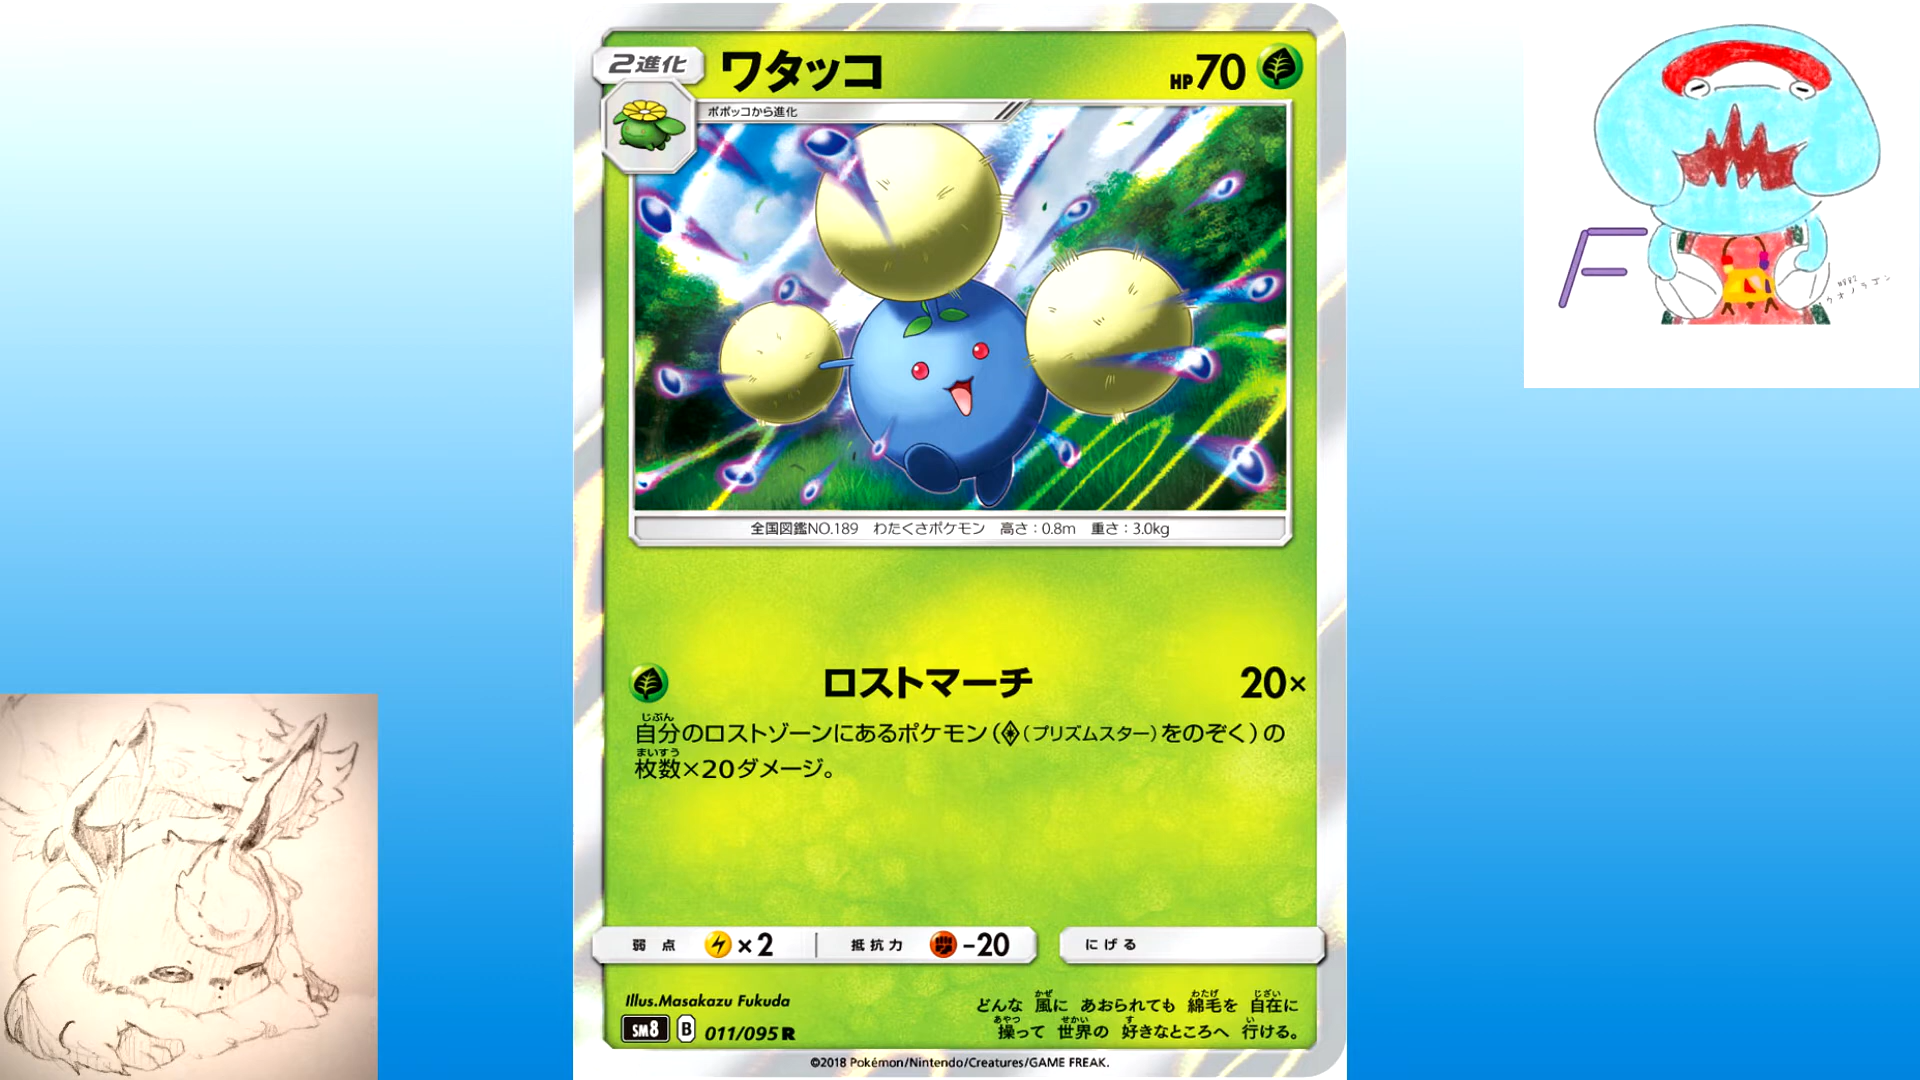 2進化 ワタッコ HP70
ポポッコから進化
全国図鑑NO.189 わたくさポケモン 高さ:0.8m 重さ:3.0kg
ロストマーチ 20×
自分のロストゾーンにあるポケモン(◈(プリズムスター)をのぞく)の
枚数×20ダメージ。
弱点 ×2 抵抗力 -20 にげる
Illus.Masakazu Fukuda
SM8 B 011/095 R
どんな 風に あおられても 綿毛を 自在に
操って 世界の 好きなところへ 行ける。
©2018 Pokémon/Nintendo/Creatures/GAME FREAK.
F